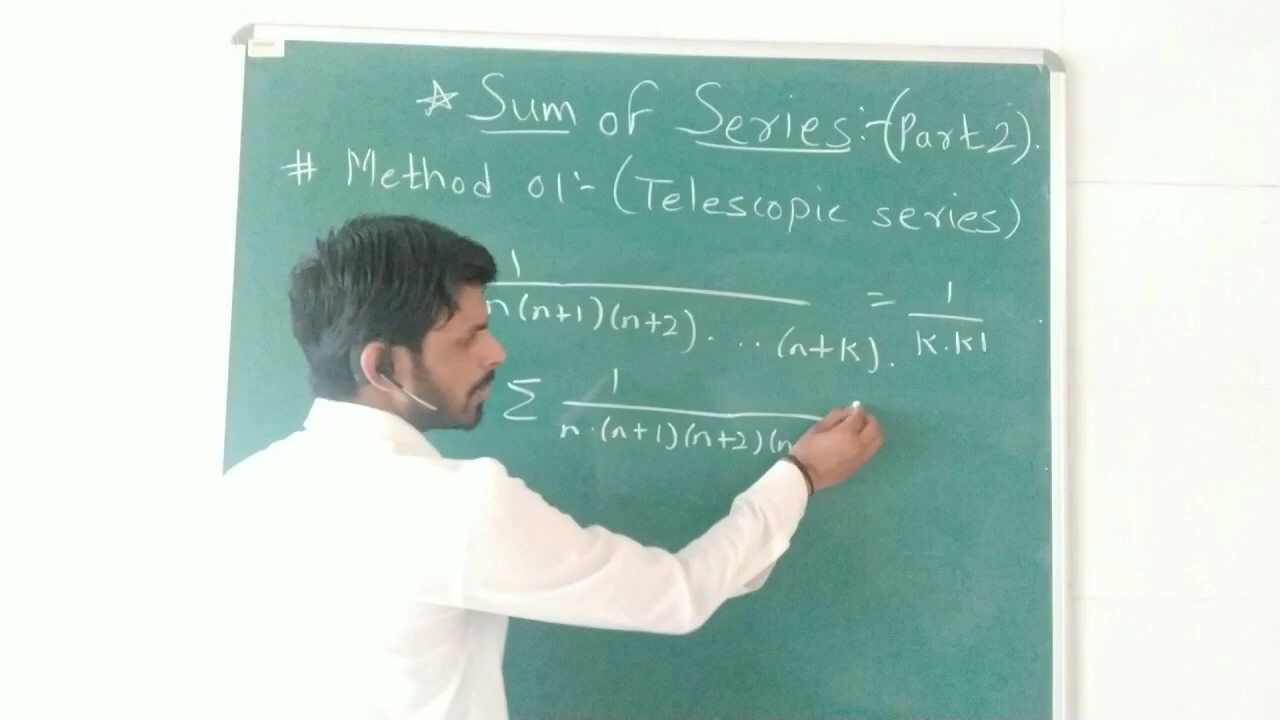 ☆ Sum of Series:-(Part 2).
# Method 01:- (Telescopic series)
1
n(n+1)(n+2). ... (n+k).
= 1
k.k!
Σ 1
n.(n+1)(n+2)(n